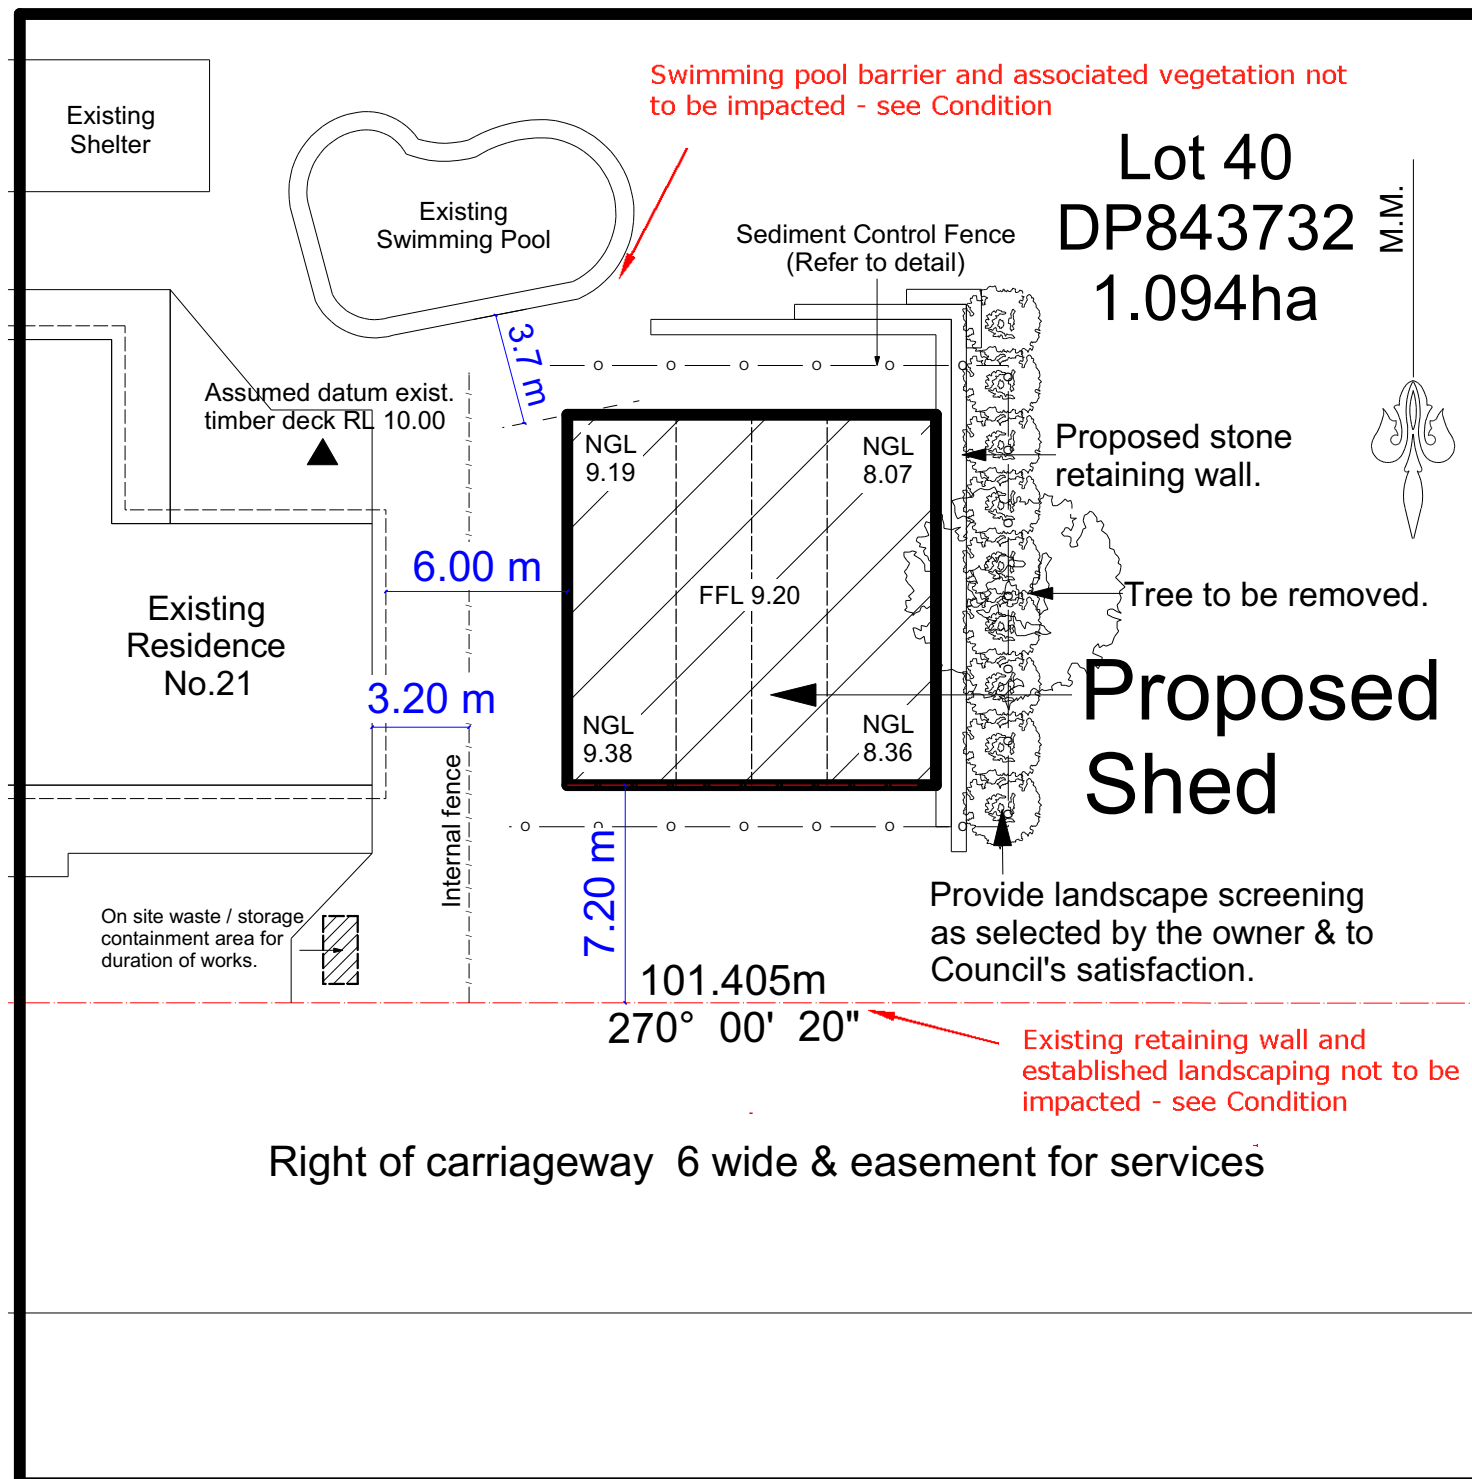 Existing
Shelter
Swimming pool barrier and associated vegetation not
to be impacted - see Condition
Existing
Swimming Pool
Lot 40
DP843732
1.094ha
M.M.
Sediment Control Fence
(Refer to detail)
3.7 m
Assumed datum exist.
timber deck RL 10.00
NGL
9.19
NGL
8.07
Proposed stone
retaining wall.
6.00 m
FFL 9.20
Tree to be removed.
Existing
Residence
No.21
3.20 m
Proposed
Shed
NGL
9.38
NGL
8.36
Internal fence
7.20 m
Provide landscape screening
as selected by the owner & to
Council's satisfaction.
On site waste / storage
containment area for
duration of works.
101.405m
270° 00' 20"
Existing retaining wall and
established landscaping not to be
impacted - see Condition
Right of carriageway 6 wide & easement for services